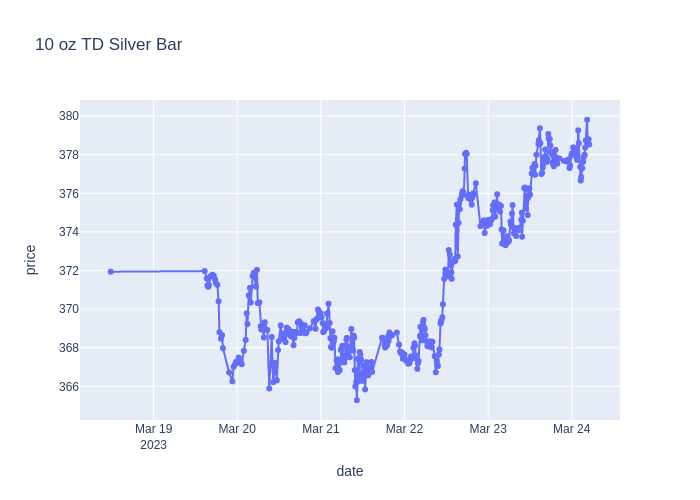 10 oz TD Silver Bar
380
378
376
374
372
370
368
366
price
Mar 19
2023
Mar 20
Mar 21
Mar 22
Mar 23
Mar 24
date